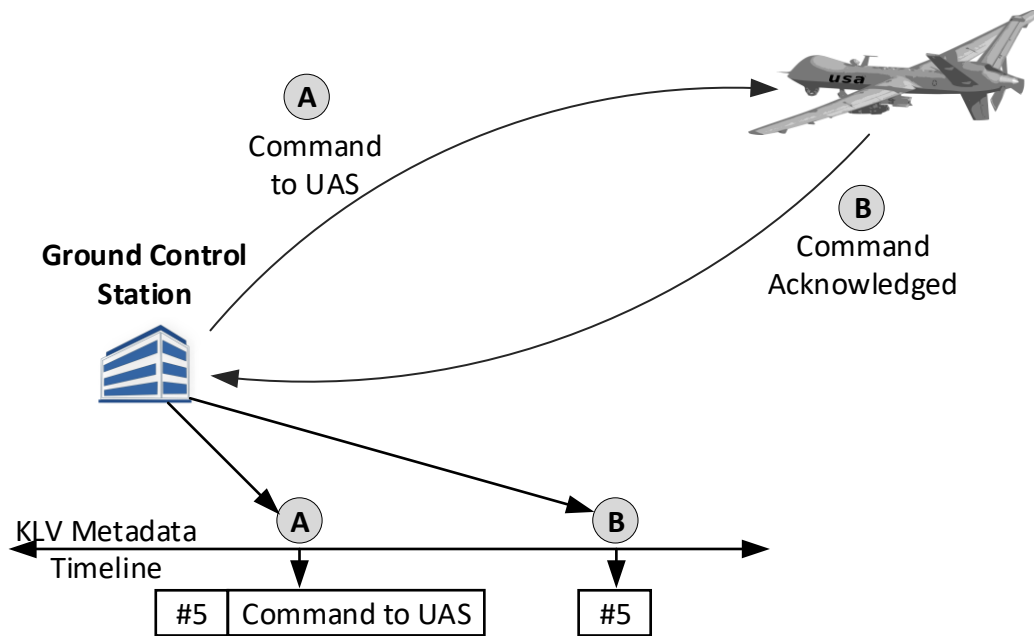 A
Command
to UAS
usa
B
Command
Acknowledged
Ground Control
Station
A
B
KLV Metadata
Timeline
#5 Command to UAS
#5